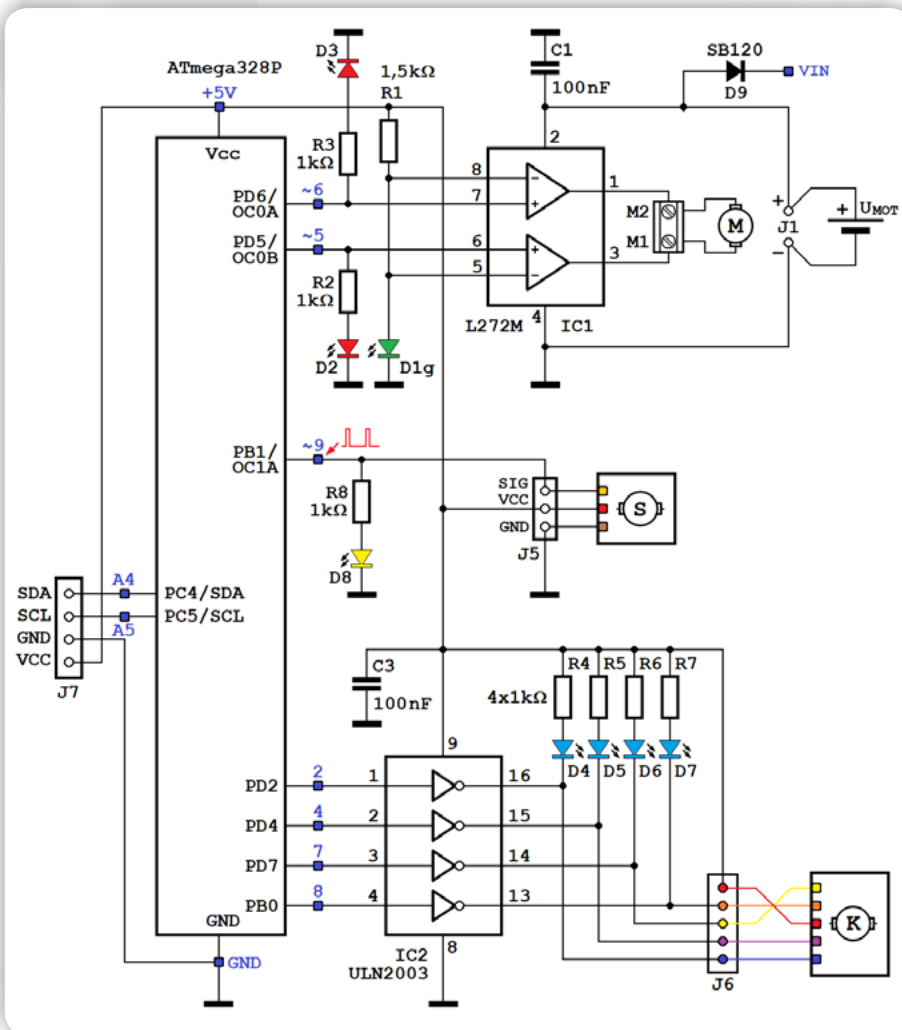 ATmega328P
+5V
Vcc
D3
1,5kΩ
R1
R3
1kΩ
PD6/
OC0A
~6
PD5/
OC0B
~5
R2
1kΩ
D2
D1g
C1
100nF
2
8
7
6
5
1
3
4
L272M
IC1
SB120
D9
VIN
M2
M1
M
+
J1
-
+
UMOT
PB1/
OC1A
~9
R8
1kΩ
D8
SIG
VCC
GND
J5
S
SDA
SCL
GND
VCC
J7
A4
A5
PC4/SDA
PC5/SCL
C3
100nF
R4
R5
R6
R7
4x1kΩ
D4
D5
D6
D7
9
PD2
2
1
16
PD4
4
2
15
PD7
7
3
14
PB0
8
4
13
GND
GND
8
IC2
ULN2003
J6
K